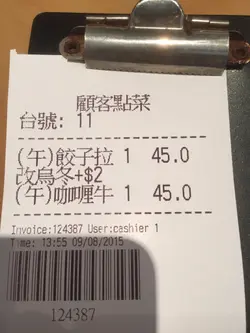 顧客點菜
台號: 11
(午)餃子拉 1 45.0
改烏冬+$2
(午)咖喱牛 1 45.0
Invoice:124387 User:cashier 1
Time: 13:55 09/08/2015
124387